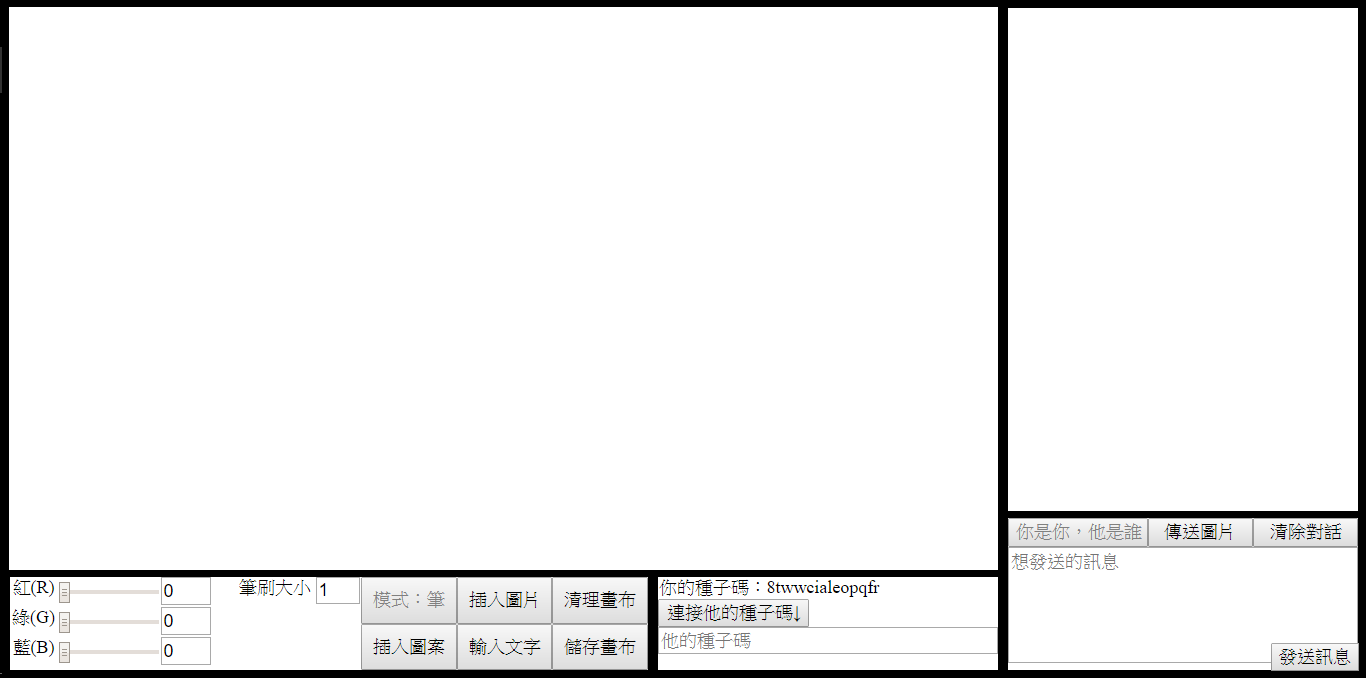 紅(R) 0 筆刷大小 1
綠(G) 0
藍(B) 0
模式：筆 插入圖片 清理畫布
插入圖案 輸入文字 儲存畫布
你的種子碼：8twwcialeopqfr
連接他的種子碼↓
他的種子碼
你是你，他是誰 傳送圖片 清除對話
想發送的訊息
發送訊息